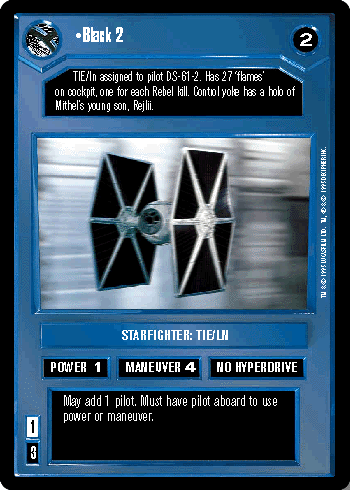 •Black 2
2
TIE/ln assigned to pilot DS-61-2. Has 27 'flames'
on cockpit, one for each Rebel kill. Control yoke has a holo of
Mithel's young son, Rejlii.
STARFIGHTER: TIE/LN
POWER 1 MANEUVER 4 NO HYPERDRIVE
May add 1 pilot. Must have pilot aboard to use
power or maneuver.
1
3